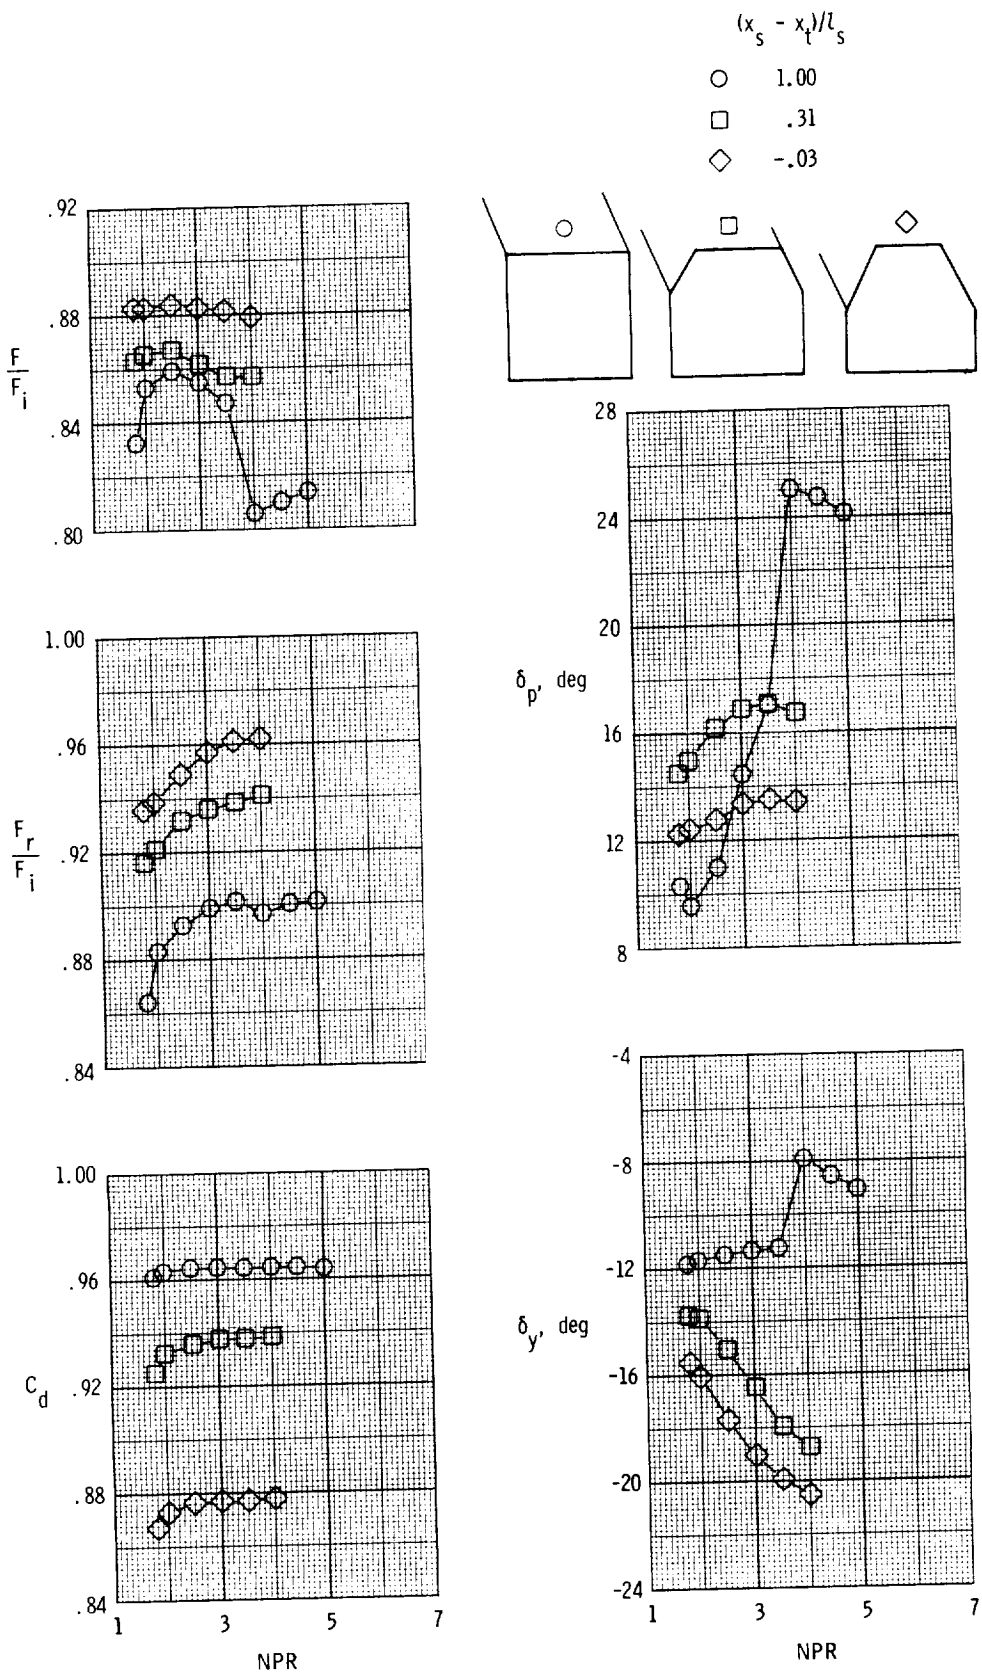 (x_s - x_t)/l_s
1.00
.31
-.03
.92
.88
F/F_i
.84
.80
1.00
.96
F_r/F_i
.92
.88
.84
1.00
.96
C_d
.92
.88
.84
1 3 5 7
NPR
28
24
20
δ_p, deg
16
12
8
-4
-8
-12
δ_y, deg
-16
-20
-24
1 3 5 7
NPR